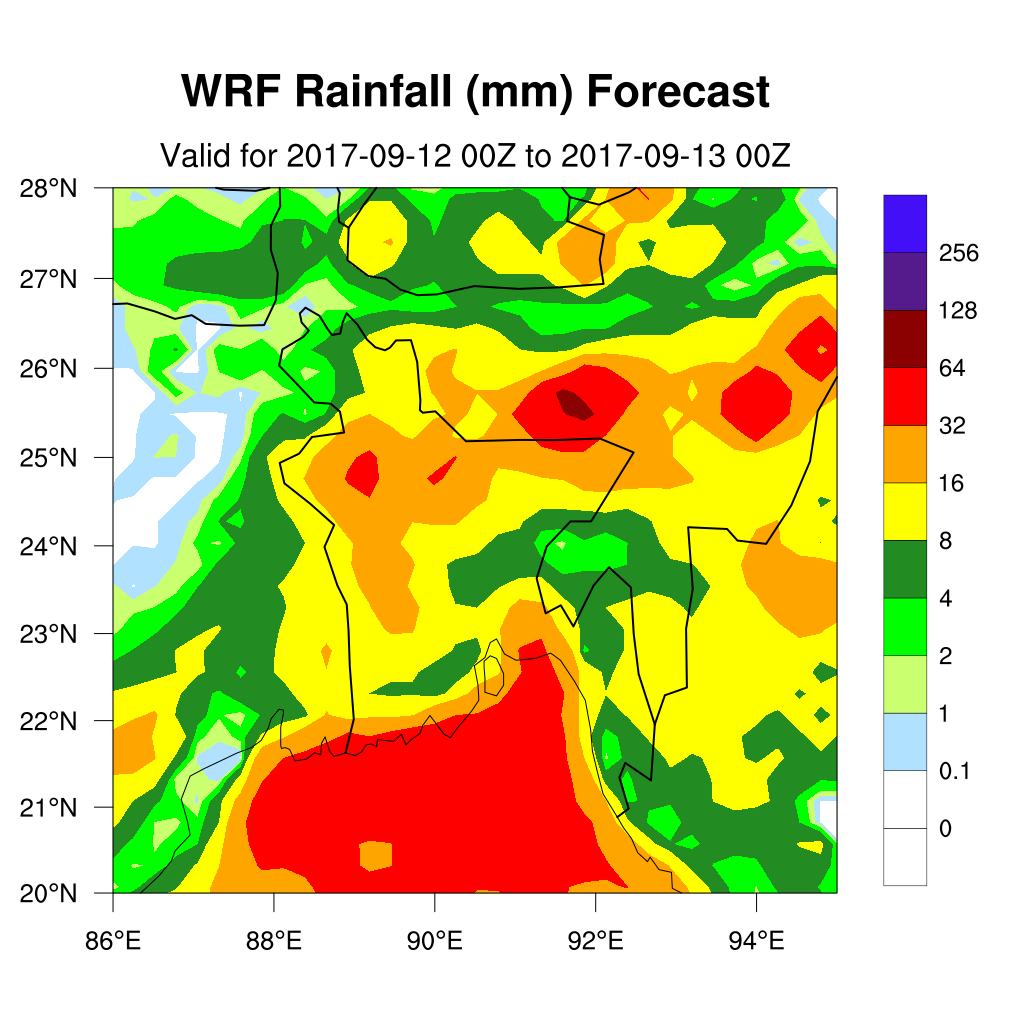 WRF Rainfall (mm) Forecast
Valid for 2017-09-12 00Z to 2017-09-13 00Z
28°N
27°N
26°N
25°N
24°N
23°N
22°N
21°N
20°N
86°E 88°E 90°E 92°E 94°E
256
128
64
32
16
8
4
2
1
0.1
0